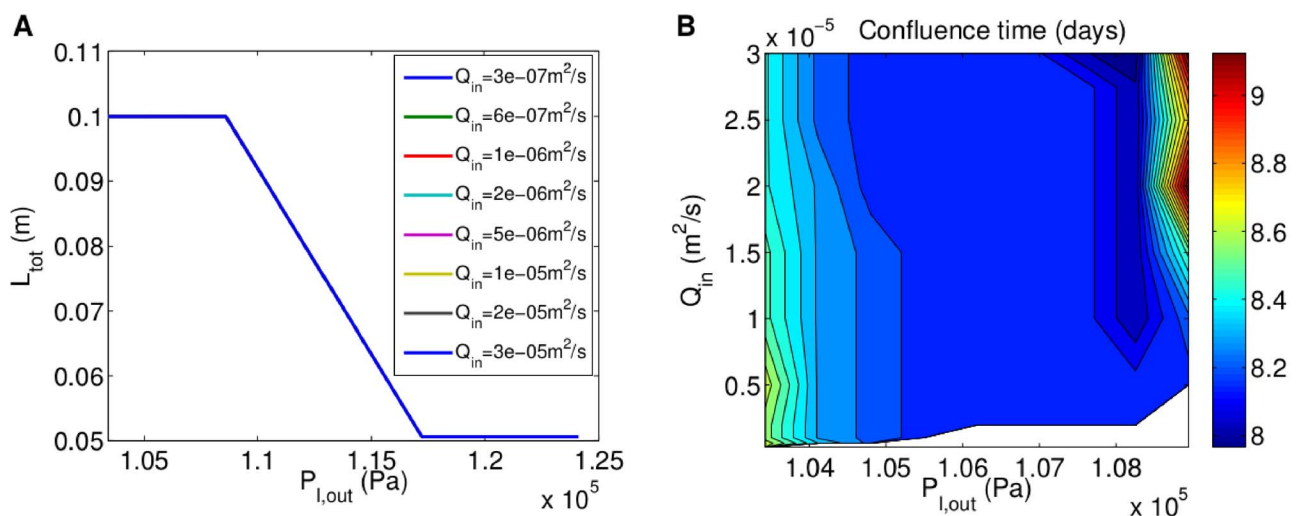 A
0.11
0.1
0.09
0.08
0.07
0.06
0.05
L_tot (m)
Q_in=3e−07m²/s
Q_in=6e−07m²/s
Q_in=1e−06m²/s
Q_in=2e−06m²/s
Q_in=5e−06m²/s
Q_in=1e−05m²/s
Q_in=2e−05m²/s
Q_in=3e−05m²/s
1.05 1.1 1.15 1.2 1.25
P_l,out (Pa)
x 10⁵
B
x 10⁻⁵ Confluence time (days)
3
2.5
2
1.5
1
0.5
Q_in (m²/s)
1.04 1.05 1.06 1.07 1.08
P_l,out (Pa)
x 10⁵
9
8.8
8.6
8.4
8.2
8